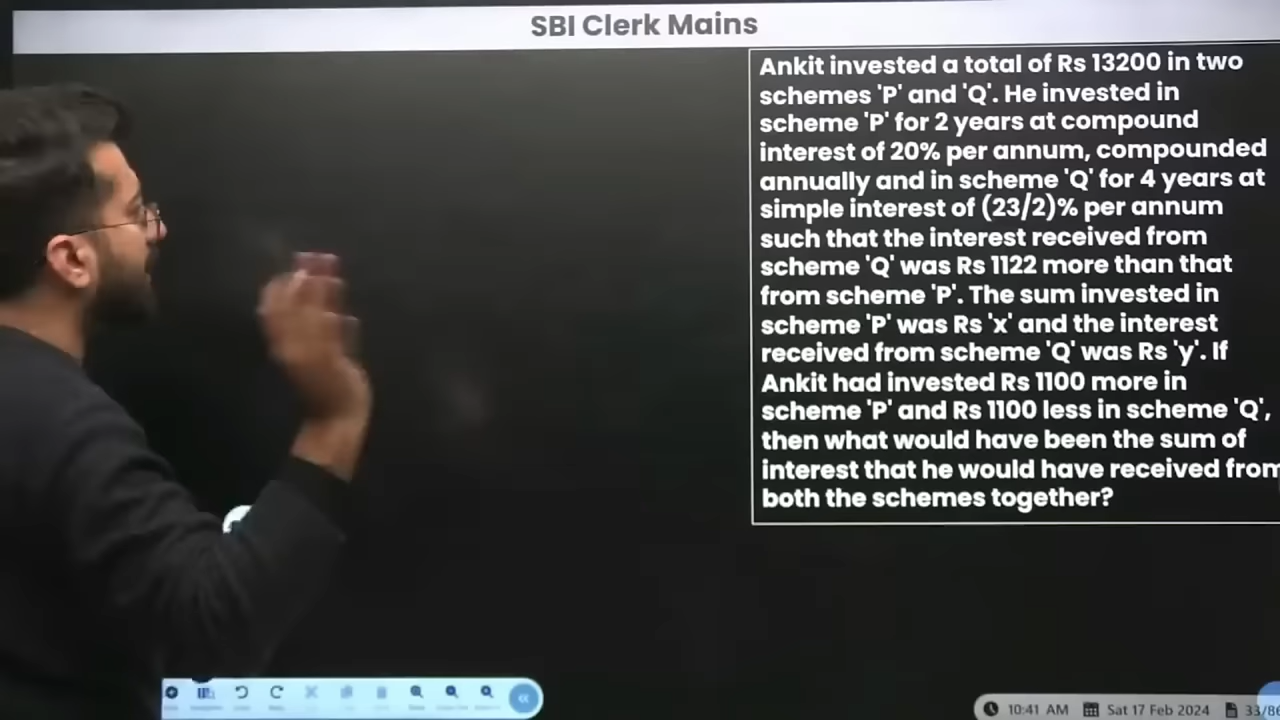 SBI Clerk Mains
Ankit invested a total of Rs 13200 in two
schemes 'P' and 'Q'. He invested in
scheme 'P' for 2 years at compound
interest of 20% per annum, compounded
annually and in scheme 'Q' for 4 years at
simple interest of (23/2)% per annum
such that the interest received from
scheme 'Q' was Rs 1122 more than that
from scheme 'P'. The sum invested in
scheme 'P' was Rs 'x' and the interest
received from scheme 'Q' was Rs 'y'. If
Ankit had invested Rs 1100 more in
scheme 'P' and Rs 1100 less in scheme 'Q',
then what would have been the sum of
interest that he would have received from
both the schemes together?
10:41 AM Sat 17 Feb 2024 33/86